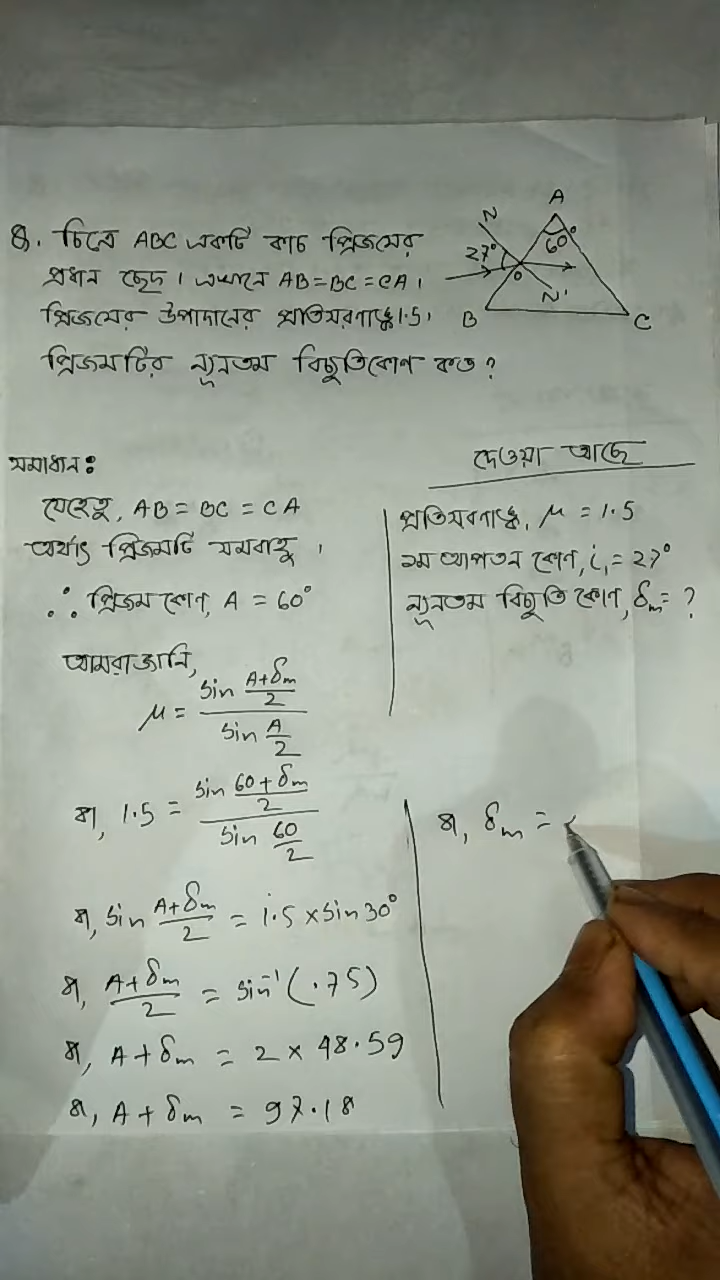 ৪. চিত্রে ABC একটি কাচ প্রিজমের
প্রধান ছেদ। এখানে AB=BC=CA।
প্রিজমের উপাদানের প্রতিসরণাঙ্ক 1.5।
প্রিজমটির ন্যূনতম বিচ্যুতিকোণ কত?
A
N
27°
60°
O
N'
B
C
সমাধান:
যেহেতু, AB = BC = CA
অর্থাৎ প্রিজমটি সমবাহু।
∴ প্রিজম কোণ, A = 60°
আমরা জানি,
μ = sin (A+δm)/2 / sin A/2
বা, 1.5 = sin (60+δm)/2 / sin 60/2
বা, sin (A+δm)/2 = 1.5 × sin 30°
বা, (A+δm)/2 = sin⁻¹ (.75)
বা, A + δm = 2 × 48.59
বা, A + δm = 97.18
দেওয়া আছে
প্রতিসরণাঙ্ক, μ = 1.5
১ম আপতন কোণ, i₁ = 27°
ন্যূনতম বিচ্যুতি কোণ, δm = ?
বা, δm =